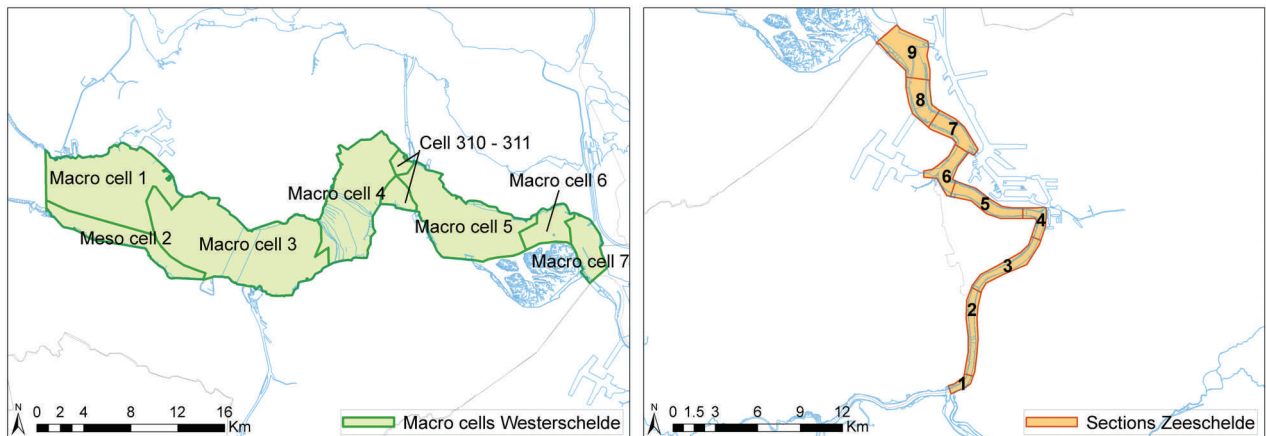 Cell 310 - 311
Macro cell 6
Macro cell 1
Macro cell 4
Meso cell 2
Macro cell 3
Macro cell 5
Macro cell 7
N
0 2 4 8 12 16
Km
Macro cells Westerschelde
9
8
7
6
5
4
3
2
1
N
0 1.5 3 6 9 12
Km
Sections Zeeschelde